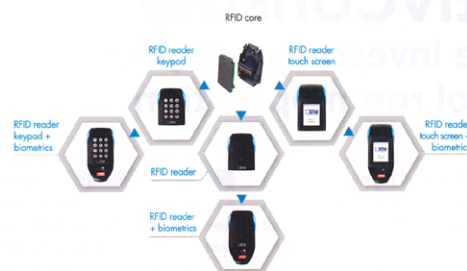 RFID core
RFID reader
keypad
RFID reader
touch screen
RFID reader
keypad +
biometrics
RFID reader
touch screen +
biometrics
RFID reader
RFID reader
+ biometrics